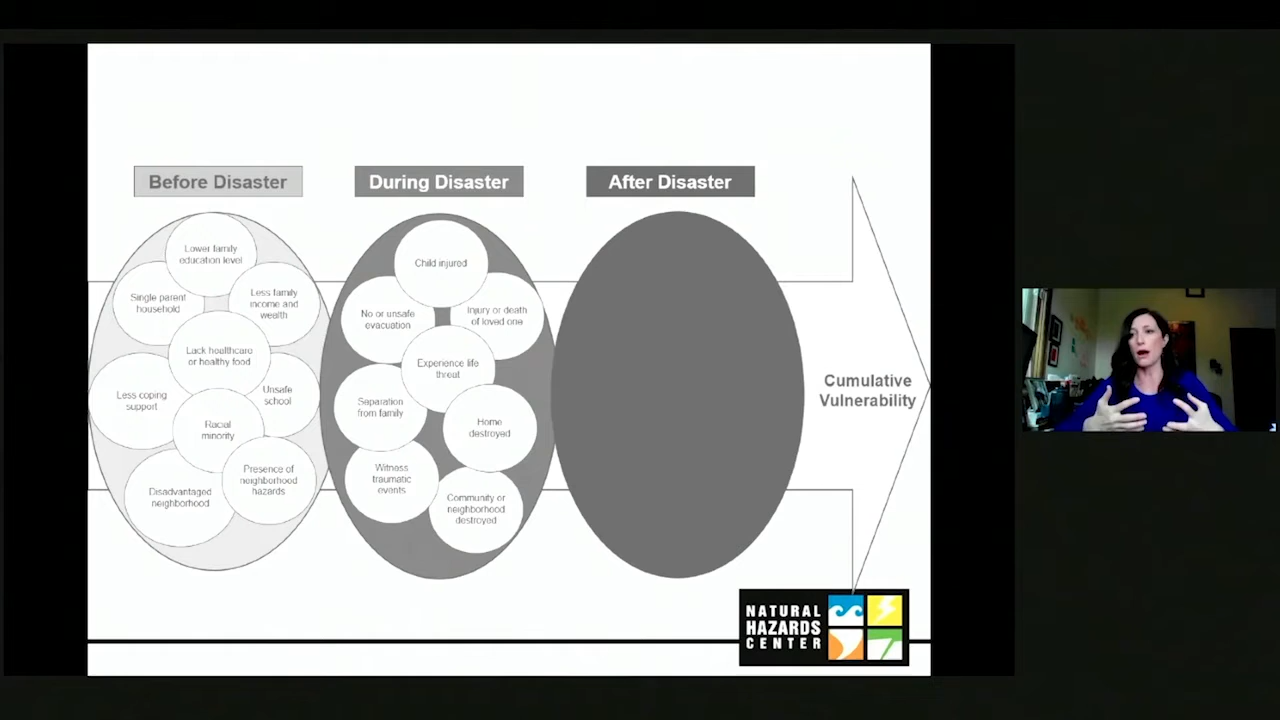 Before Disaster
During Disaster
After Disaster
Lower family
education level
Single parent
household
Less family
income and
wealth
Lack healthcare
or healthy food
Less coping
support
Unsafe
school
Racial
minority
Presence of
neighborhood
hazards
Disadvantaged
neighborhood
Child injured
No or unsafe
evacuation
Injury or death
of loved one
Experience life
threat
Separation
from family
Home
destroyed
Witness
traumatic
events
Community or
neighborhood
destroyed
Cumulative
Vulnerability
NATURAL
HAZARDS
CENTER